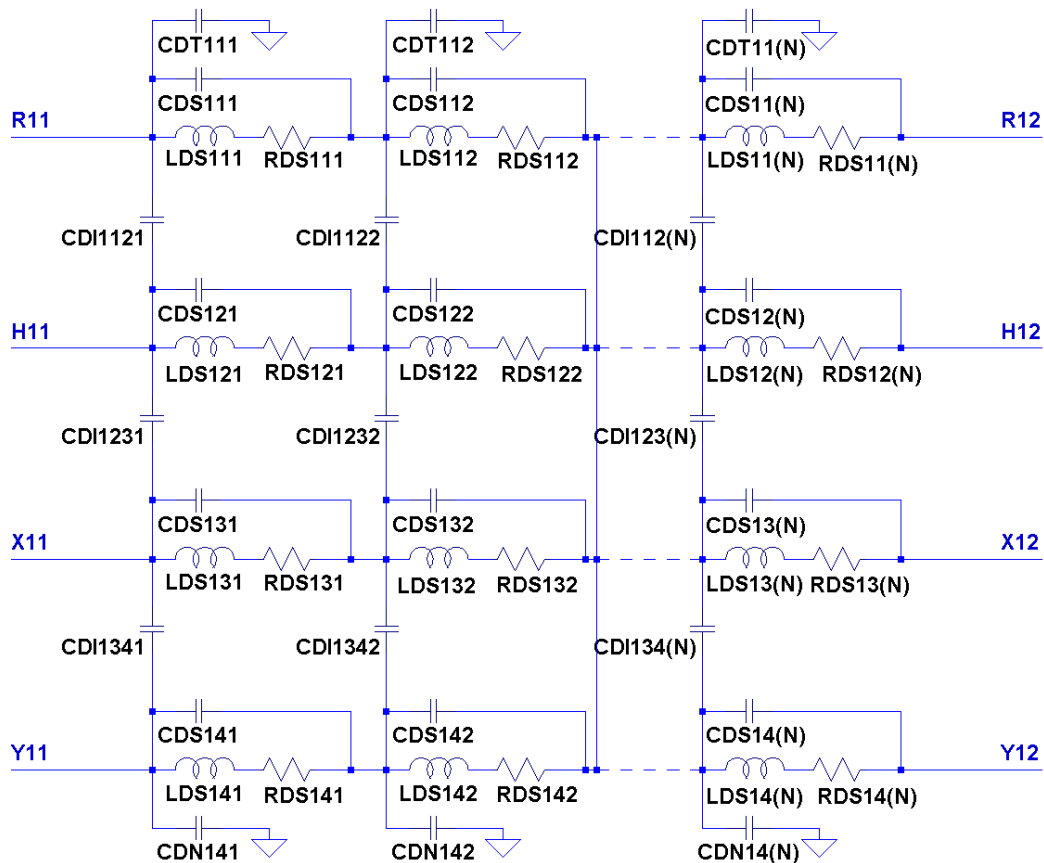 CDT111 CDT112 CDT11(N)
CDS111 CDS112 CDS11(N)
R11 R12
LDS111 RDS111 LDS112 RDS112 LDS11(N) RDS11(N)
CDI1121 CDI1122 CDI112(N)
CDS121 CDS122 CDS12(N)
H11 H12
LDS121 RDS121 LDS122 RDS122 LDS12(N) RDS12(N)
CDI1231 CDI1232 CDI123(N)
CDS131 CDS132 CDS13(N)
X11 X12
LDS131 RDS131 LDS132 RDS132 LDS13(N) RDS13(N)
CDI1341 CDI1342 CDI134(N)
CDS141 CDS142 CDS14(N)
Y11 Y12
LDS141 RDS141 LDS142 RDS142 LDS14(N) RDS14(N)
CDN141 CDN142 CDN14(N)